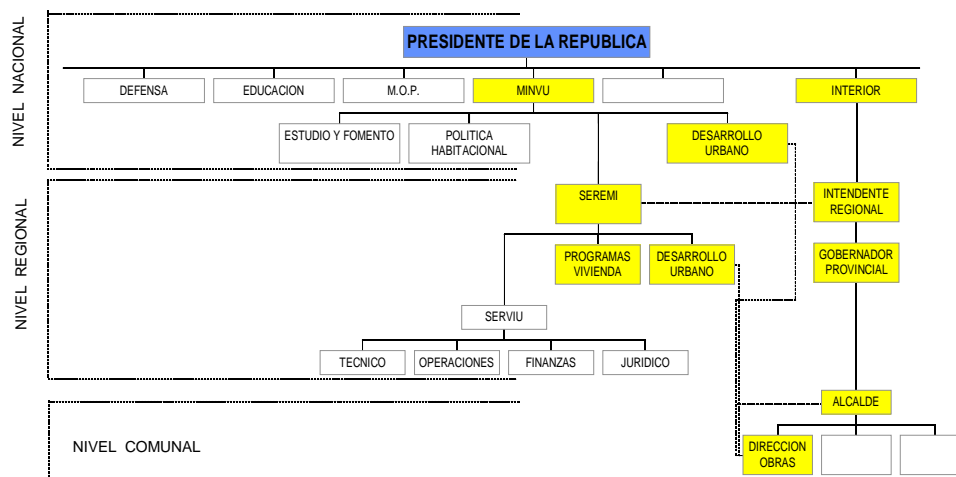 NIVEL NACIONAL
PRESIDENTE DE LA REPUBLICA
DEFENSA
EDUCACION
M.O.P.
MINVU
INTERIOR
ESTUDIO Y FOMENTO
POLITICA
HABITACIONAL
DESARROLLO
URBANO
NIVEL REGIONAL
SEREMI
INTENDENTE
REGIONAL
PROGRAMAS
VIVIENDA
DESARROLLO
URBANO
GOBERNADOR
PROVINCIAL
SERVIU
TECNICO
OPERACIONES
FINANZAS
JURIDICO
NIVEL COMUNAL
ALCALDE
DIRECCION
OBRAS